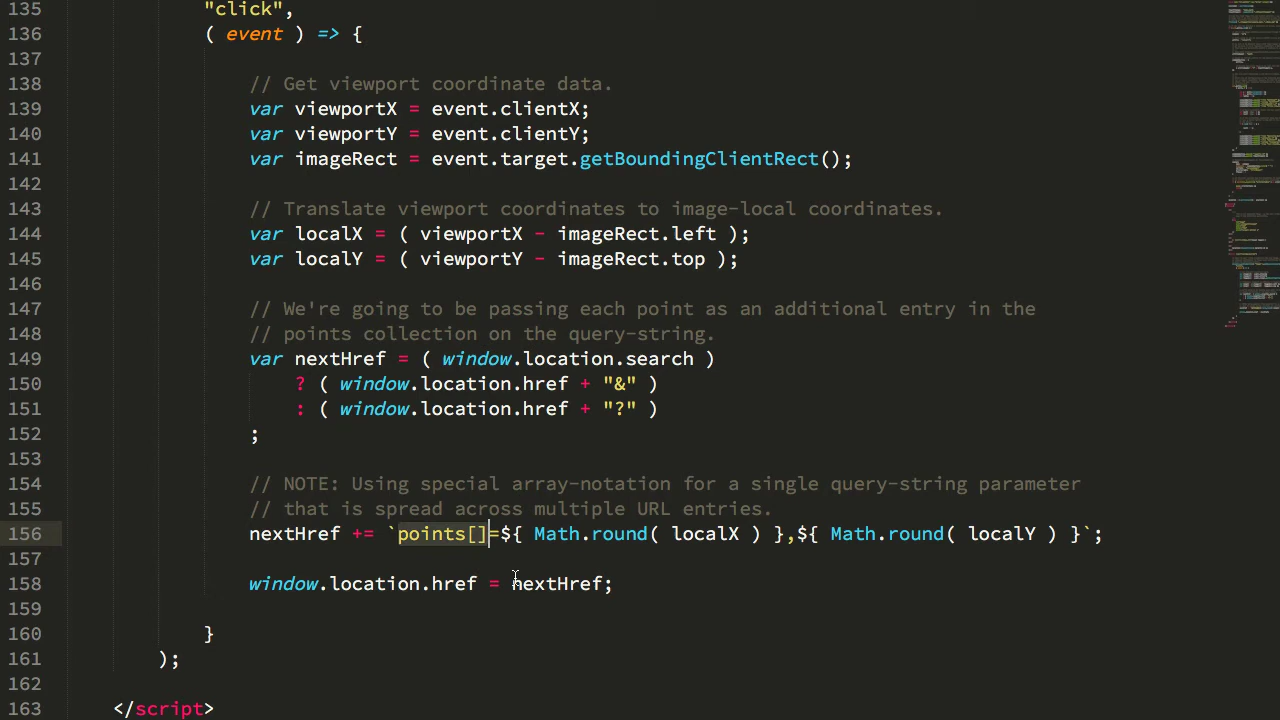 135 "click",
136 ( event ) => {
137
138 // Get viewport coordinate data.
139 var viewportX = event.clientX;
140 var viewportY = event.clientY;
141 var imageRect = event.target.getBoundingClientRect();
142
143 // Translate viewport coordinates to image-local coordinates.
144 var localX = ( viewportX - imageRect.left );
145 var localY = ( viewportY - imageRect.top );
146
147 // We're going to be passing each point as an additional entry in the
148 // points collection on the query-string.
149 var nextHref = ( window.location.search )
150 ? ( window.location.href + "&" )
151 : ( window.location.href + "?" )
152 ;
153
154 // NOTE: Using special array-notation for a single query-string parameter
155 // that is spread across multiple URL entries.
156 nextHref += `points[]=${ Math.round( localX ) },${ Math.round( localY ) }`;
157
158 window.location.href = nextHref;
159
160 }
161 );
162
163 </script>